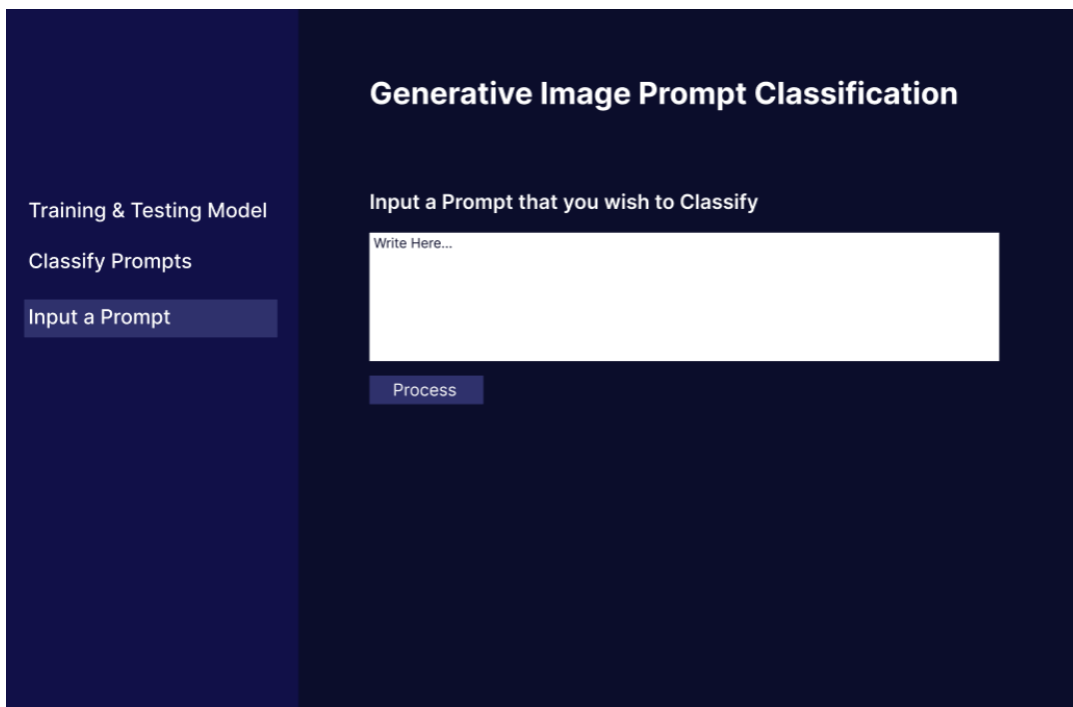 Generative Image Prompt Classification
Training & Testing Model
Classify Prompts
Input a Prompt
Input a Prompt that you wish to Classify
Write Here...
Process